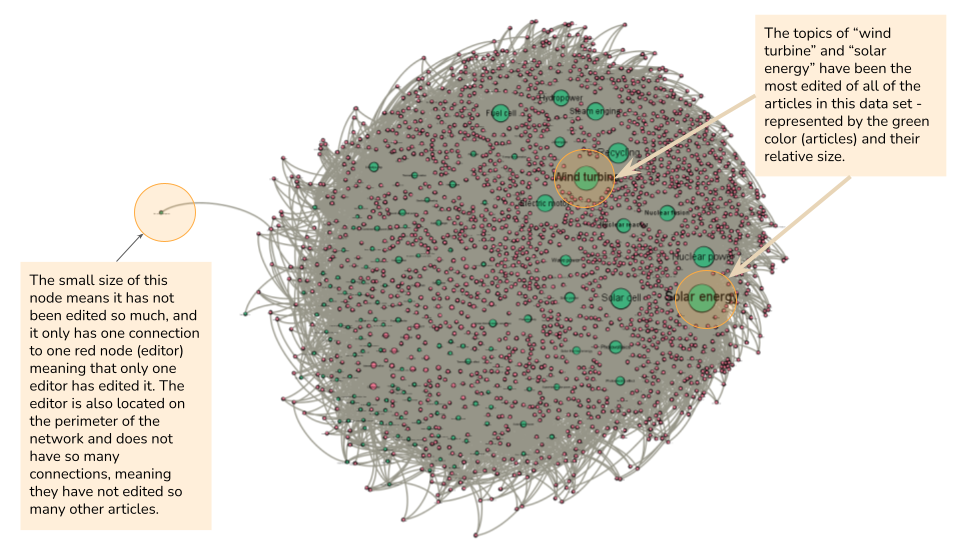 The topics of “wind
turbine” and “solar
energy” have been the
most edited of all of the
articles in this data set -
represented by the green
color (articles) and their
relative size.
Hydropower
Fuel cell
Steam engine
Recycling
Wind turbine
Electric motor
Nuclear fusion
Nuclear power
Solar energy
Solar cell
The small size of this
node means it has not
been edited so much, and
it only has one connection
to one red node (editor)
meaning that only one
editor has edited it. The
editor is also located on
the perimeter of the
network and does not
have so many
connections, meaning
they have not edited so
many other articles.